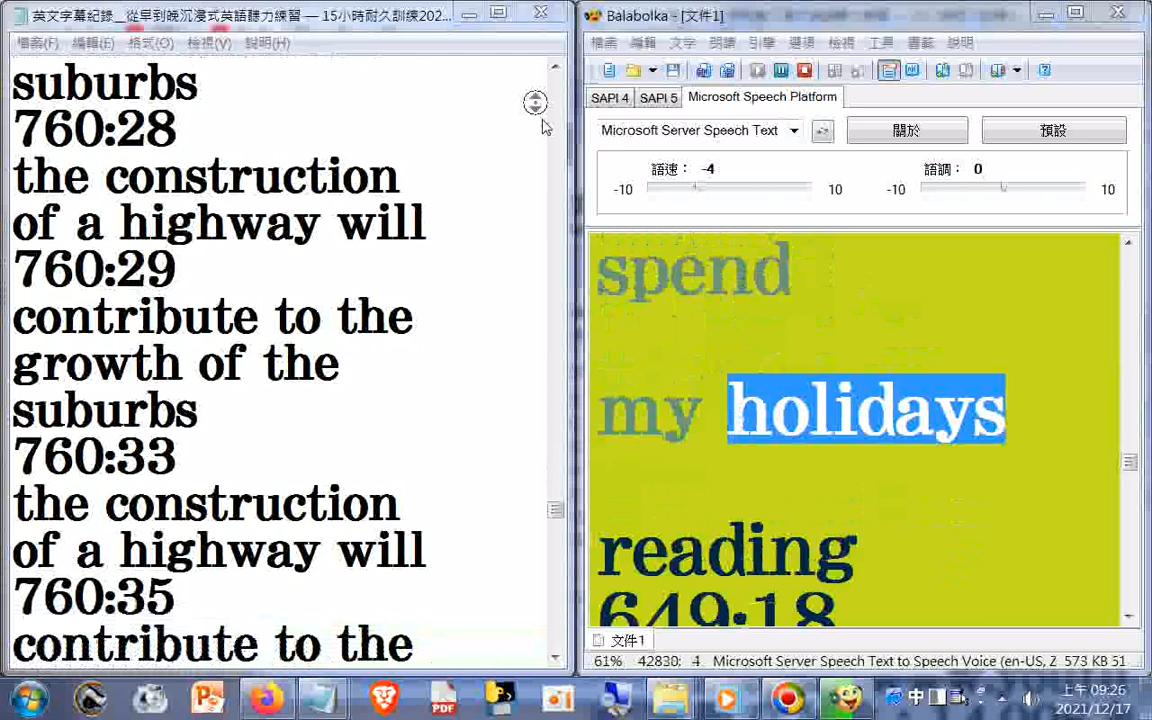 英文字幕紀錄__從早到晚沉浸式英語聽力練習 — 15小時耐久訓練202...
檔案(F) 編輯(E) 格式(O) 檢視(V) 說明(H)
suburbs
760:28
the construction
of a highway will
760:29
contribute to the
growth of the
suburbs
760:33
the construction
of a highway will
760:35
contribute to the
Balabolka - [文件1]
檔案 編輯 文字 朗讀 引擎 選項 檢視 工具 書籤 說明
SAPI 4 SAPI 5 Microsoft Speech Platform
Microsoft Server Speech Text 關於 預設
語速： -4 語調： 0
-10 10 -10 10
spend
my holidays
reading
649:18
文件1
61% 42830: 4 Microsoft Server Speech Text to Speech Voice (en-US, Z 573 KB 51
中
上午 09:26
2021/12/17